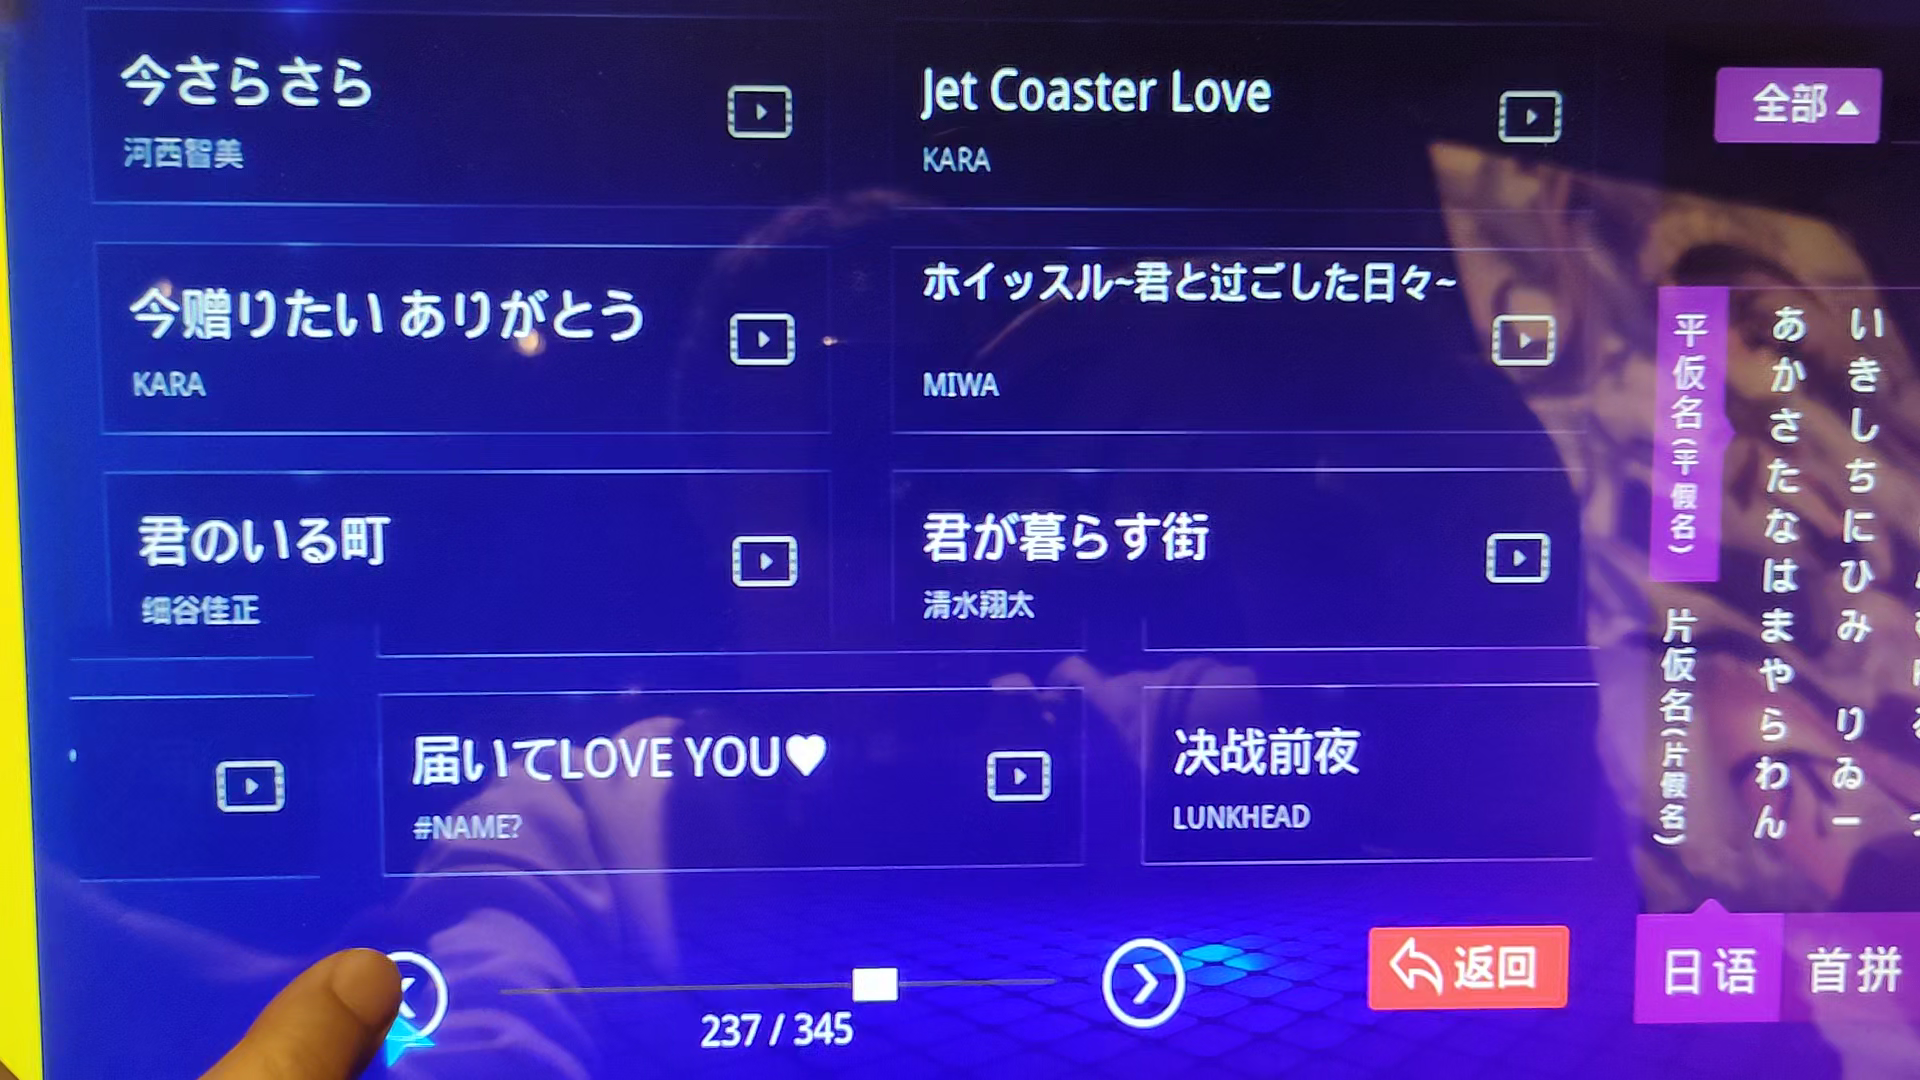 今さらさら
河西智美
Jet Coaster Love
KARA
今赠りたい ありがとう
KARA
ホイッスル~君と过ごした日々~
MIWA
君のいる町
细谷佳正
君が暮らす街
清水翔太
届いてLOVE YOU♥
#NAME?
决战前夜
LUNKHEAD
237 / 345
返回
全部▲
平仮名(平假名)
片仮名(片假名)
あかさたなはまやらわん
いきしちにひみ りゐー
日语
首拼